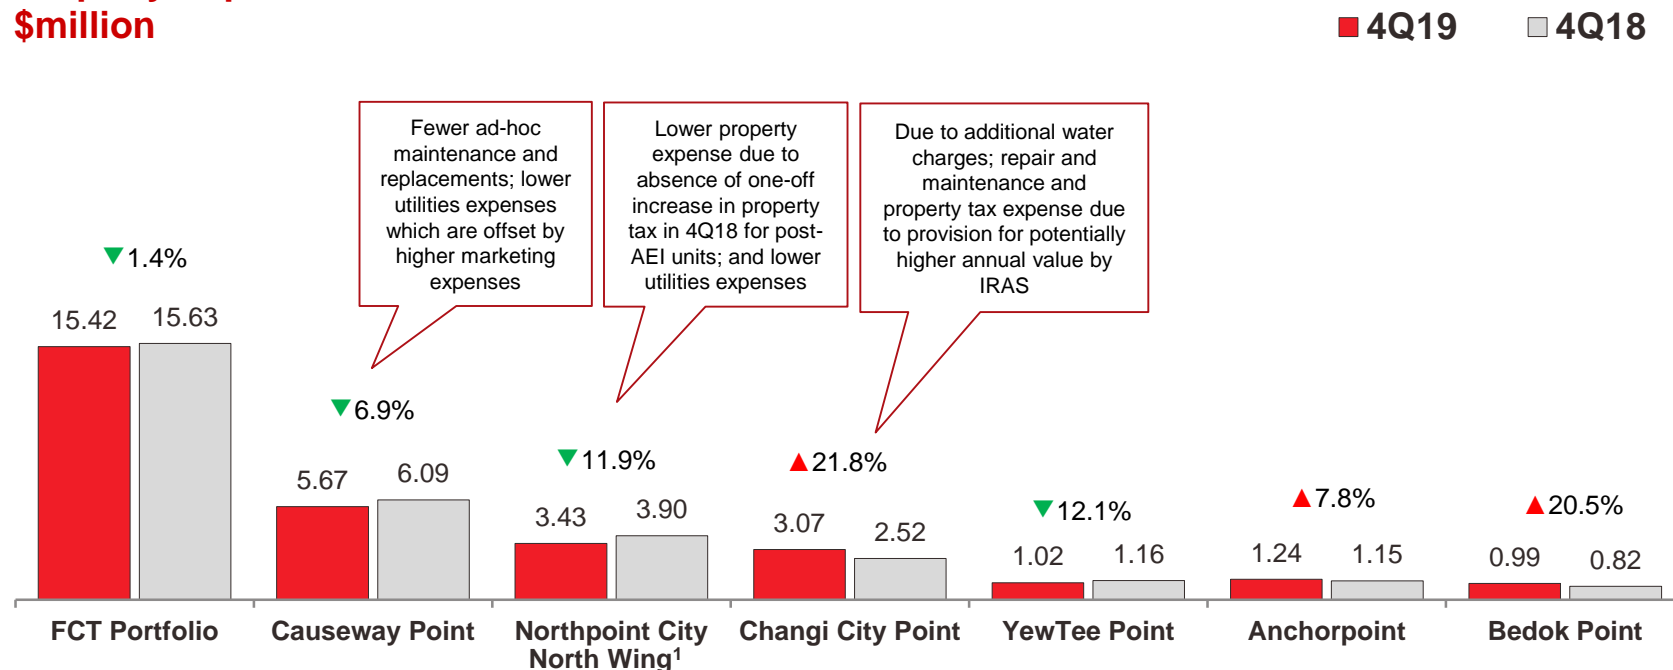 $million
4Q19
4Q18
Fewer ad-hoc
maintenance and
replacements; lower
utilities expenses
which are offset by
higher marketing
expenses
Lower property
expense due to
absence of one-off
increase in property
tax in 4Q18 for post-
AEI units; and lower
utilities expenses
Due to additional water
charges; repair and
maintenance and
property tax expense due
to provision for potentially
higher annual value by
IRAS
▼1.4%
15.42 15.63
▼6.9%
5.67 6.09
▼11.9%
3.43 3.90
▲21.8%
3.07 2.52
▼12.1%
1.02 1.16
▲7.8%
1.24 1.15
▲20.5%
0.99 0.82
FCT Portfolio
Causeway Point
Northpoint City
North Wing¹
Changi City Point
YewTee Point
Anchorpoint
Bedok Point